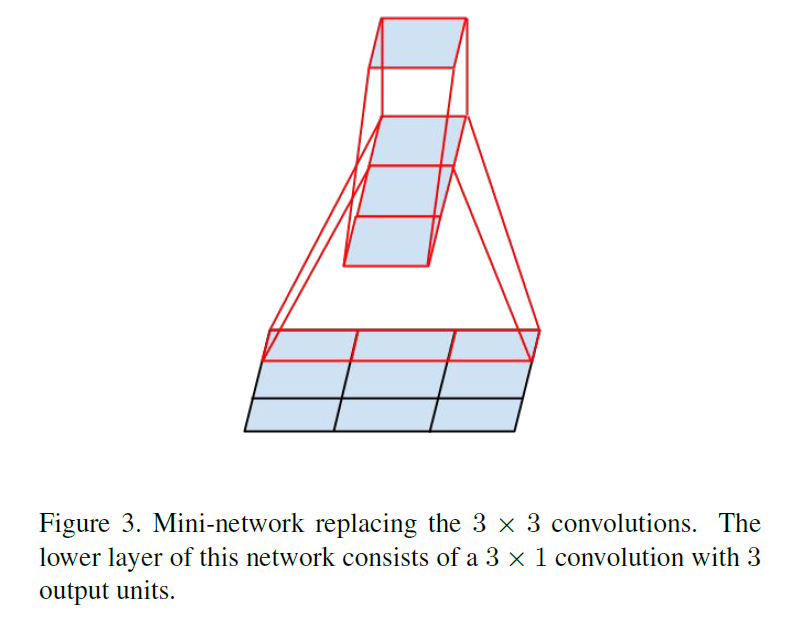 Figure 3. Mini-network replacing the 3 × 3 convolutions. The
lower layer of this network consists of a 3 × 1 convolution with 3
output units.